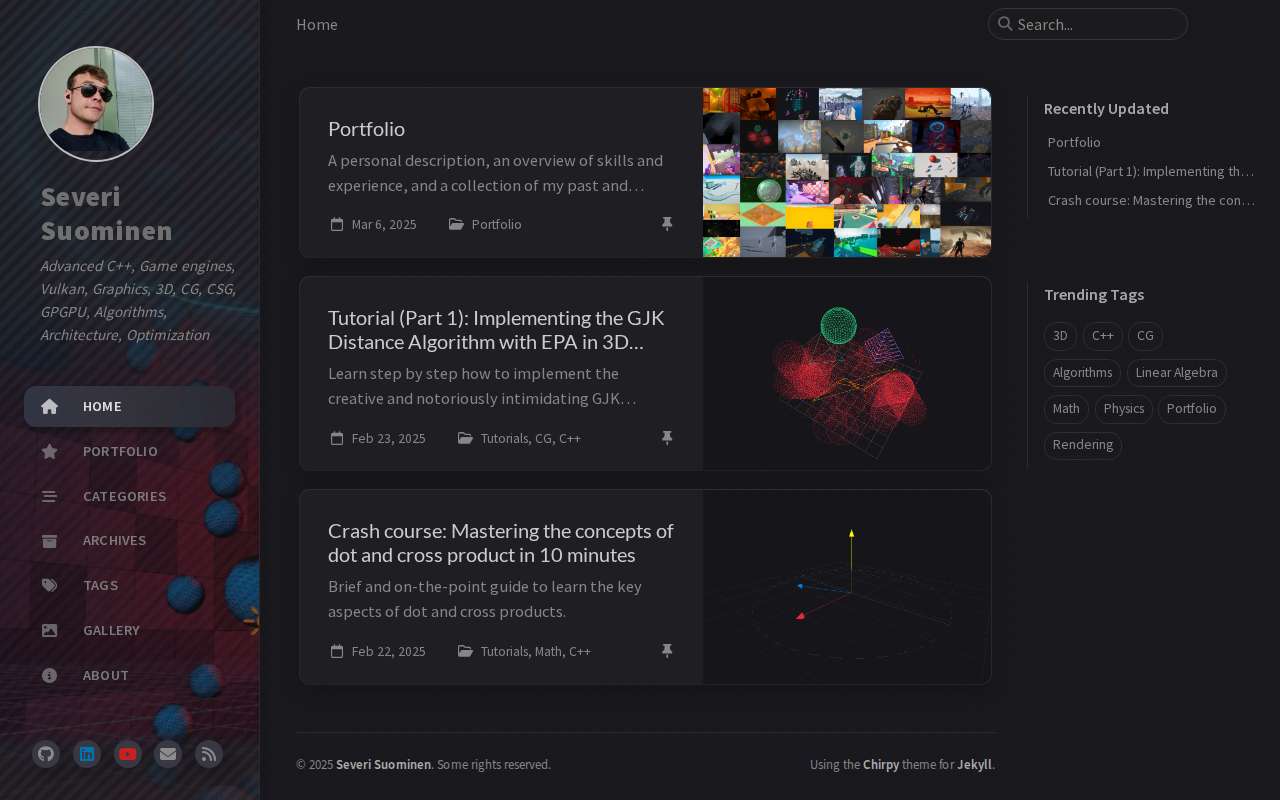 Severi
Suominen
Advanced C++, Game engines,
Vulkan, Graphics, 3D, CG, CSG,
GPGPU, Algorithms,
Architecture, Optimization
HOME
PORTFOLIO
CATEGORIES
ARCHIVES
TAGS
GALLERY
ABOUT
Home
Search...
Portfolio
A personal description, an overview of skills and
experience, and a collection of my past and…
Mar 6, 2025 Portfolio
Tutorial (Part 1): Implementing the GJK
Distance Algorithm with EPA in 3D…
Learn step by step how to implement the
creative and notoriously intimidating GJK…
Feb 23, 2025 Tutorials, CG, C++
Crash course: Mastering the concepts of
dot and cross product in 10 minutes
Brief and on-the-point guide to learn the key
aspects of dot and cross products.
Feb 22, 2025 Tutorials, Math, C++
Recently Updated
Portfolio
Tutorial (Part 1): Implementing th…
Crash course: Mastering the con…
Trending Tags
3D C++ CG
Algorithms Linear Algebra
Math Physics Portfolio
Rendering
© 2025 Severi Suominen. Some rights reserved.
Using the Chirpy theme for Jekyll.